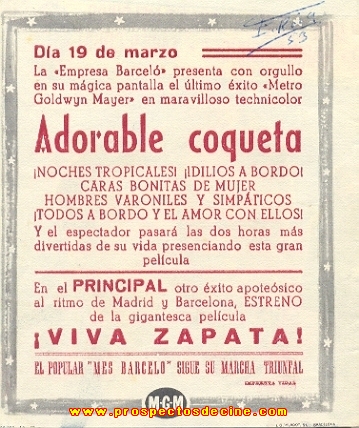 Día 19 de marzo
La «Empresa Barceló» presenta con orgullo
en su mágica pantalla el último éxito «Metro
Goldwyn Mayer» en maravilloso technicolor
Adorable coqueta
¡NOCHES TROPICALES! ¡IDILIOS A BORDO!
CARAS BONITAS DE MUJER
HOMBRES VARONILES Y SIMPÁTICOS
¡TODOS A BORDO Y EL AMOR CON ELLOS!
Y el espectador pasará las dos horas más
divertidas de su vida presenciando esta gran
película
En el PRINCIPAL otro éxito apoteósico
al ritmo de Madrid y Barcelona, ESTRENO
de la gigantesca película
¡VIVA ZAPATA!
EL POPULAR "MES BARCELO" SIGUE SU MARCHA TRIUNFAL
M-G-M
www.prospectosdecine.com